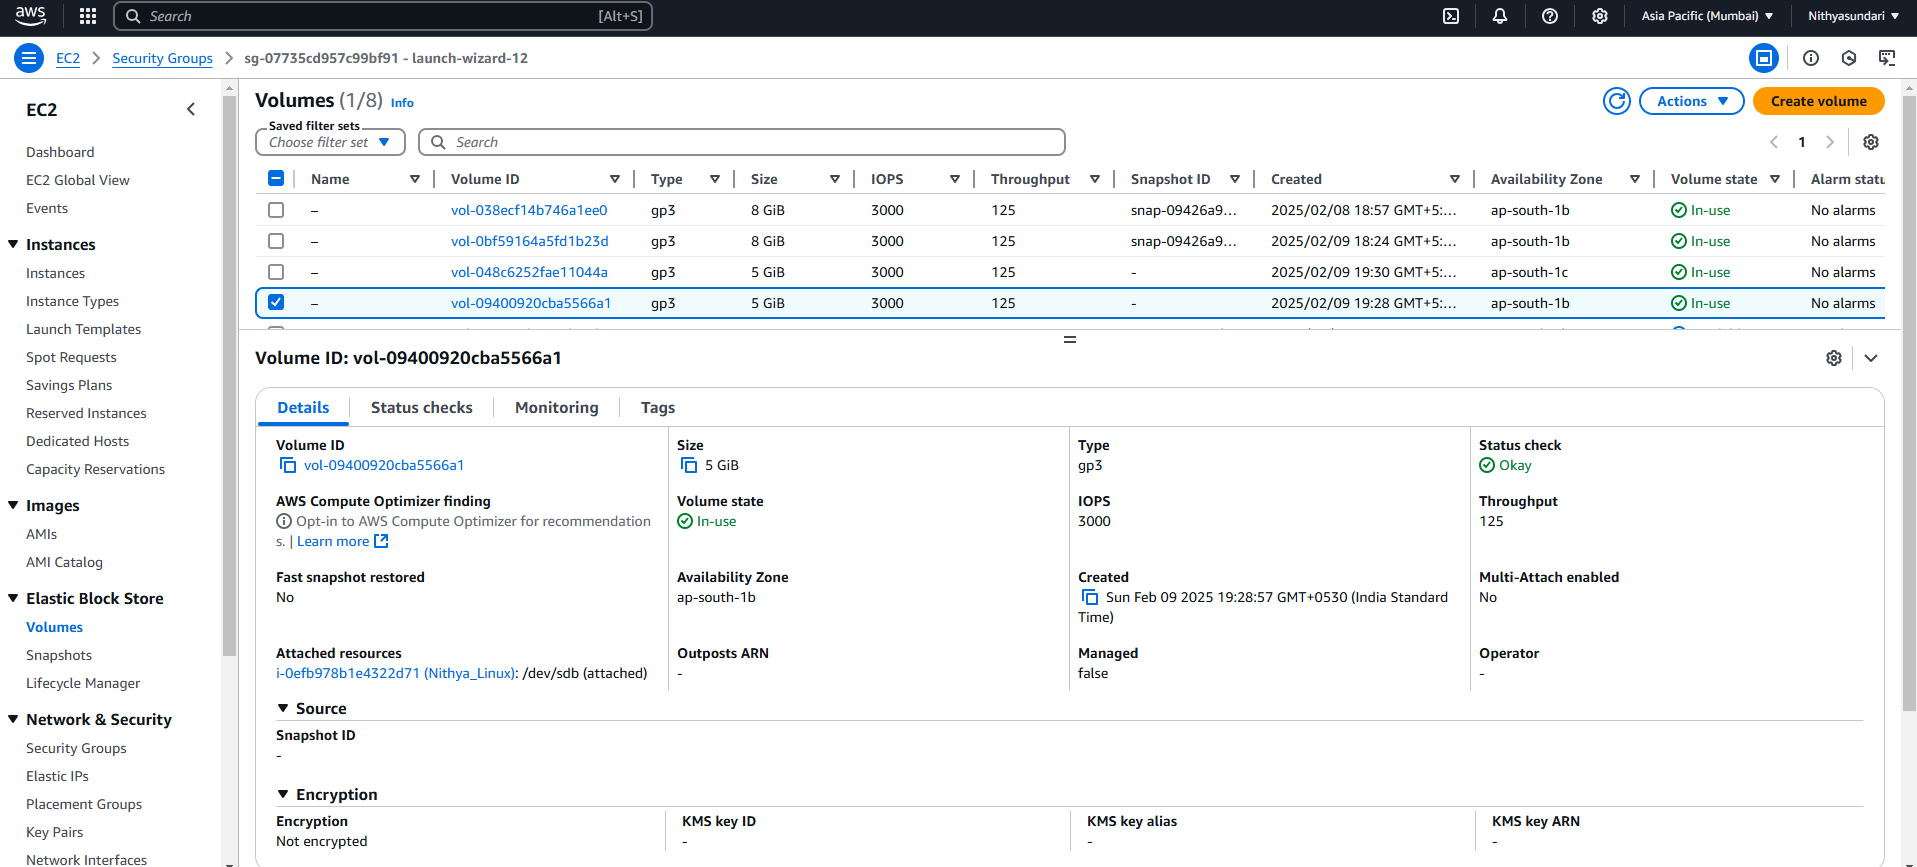 aws
Search [Alt+S]
Asia Pacific (Mumbai)
Nithyasundari
EC2
Security Groups
sg-07735cd957c99bf91 - launch-wizard-12
EC2
Dashboard
EC2 Global View
Events
Instances
Instances
Instance Types
Launch Templates
Spot Requests
Savings Plans
Reserved Instances
Dedicated Hosts
Capacity Reservations
Images
AMIs
AMI Catalog
Elastic Block Store
Volumes
Snapshots
Lifecycle Manager
Network & Security
Security Groups
Elastic IPs
Placement Groups
Key Pairs
Network Interfaces
Volumes (1/8) Info
Actions
Create volume
Saved filter sets
Choose filter set
Search
1
Name Volume ID Type Size IOPS Throughput Snapshot ID Created Availability Zone Volume state Alarm statu
– vol-038ecf14b746a1ee0 gp3 8 GiB 3000 125 snap-09426a9... 2025/02/08 18:57 GMT+5:... ap-south-1b In-use No alarms
– vol-0bf59164a5fd1b23d gp3 8 GiB 3000 125 snap-09426a9... 2025/02/09 18:24 GMT+5:... ap-south-1b In-use No alarms
– vol-048c6252fae11044a gp3 5 GiB 3000 125 - 2025/02/09 19:30 GMT+5:... ap-south-1c In-use No alarms
– vol-09400920cba5566a1 gp3 5 GiB 3000 125 - 2025/02/09 19:28 GMT+5:... ap-south-1b In-use No alarms
Volume ID: vol-09400920cba5566a1
Details Status checks Monitoring Tags
Volume ID
vol-09400920cba5566a1
Size
5 GiB
Type
gp3
Status check
Okay
AWS Compute Optimizer finding
Opt-in to AWS Compute Optimizer for recommendation
s. | Learn more
Volume state
In-use
IOPS
3000
Throughput
125
Fast snapshot restored
No
Availability Zone
ap-south-1b
Created
Sun Feb 09 2025 19:28:57 GMT+0530 (India Standard
Time)
Multi-Attach enabled
No
Attached resources
i-0efb978b1e4322d71 (Nithya_Linux): /dev/sdb (attached)
Outposts ARN
-
Managed
false
Operator
-
Source
Snapshot ID
-
Encryption
Encryption
Not encrypted
KMS key ID
-
KMS key alias
-
KMS key ARN
-